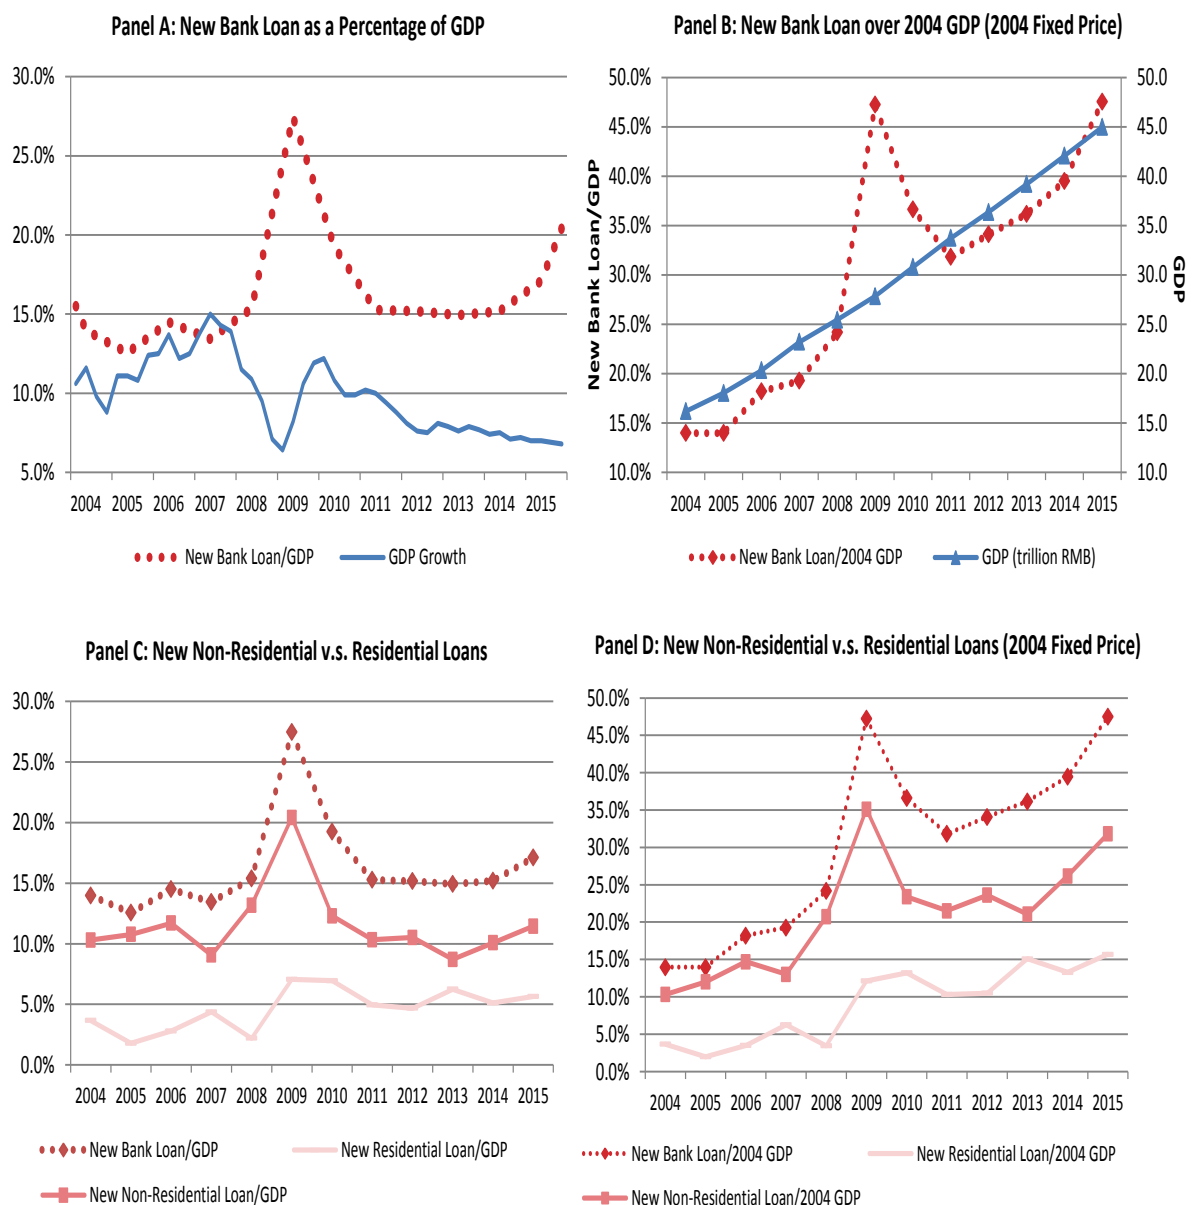 Panel A: New Bank Loan as a Percentage of GDP
30.0%
25.0%
20.0%
15.0%
10.0%
5.0%
2004 2005 2006 2007 2008 2009 2010 2011 2012 2013 2014 2015
New Bank Loan/GDP GDP Growth
Panel B: New Bank Loan over 2004 GDP (2004 Fixed Price)
New Bank Loan/GDP
50.0% 50.0
45.0% 45.0
40.0% 40.0
35.0% 35.0
30.0% 30.0
25.0% 25.0
20.0% 20.0
15.0% 15.0
10.0% 10.0
GDP
2004 2005 2006 2007 2008 2009 2010 2011 2012 2013 2014 2015
New Bank Loan/2004 GDP GDP (trillion RMB)
Panel C: New Non-Residential v.s. Residential Loans
30.0%
25.0%
20.0%
15.0%
10.0%
5.0%
0.0%
2004 2005 2006 2007 2008 2009 2010 2011 2012 2013 2014 2015
New Bank Loan/GDP New Residential Loan/GDP
New Non-Residential Loan/GDP
Panel D: New Non-Residential v.s. Residential Loans (2004 Fixed Price)
50.0%
45.0%
40.0%
35.0%
30.0%
25.0%
20.0%
15.0%
10.0%
5.0%
0.0%
2004 2005 2006 2007 2008 2009 2010 2011 2012 2013 2014 2015
New Bank Loan/2004 GDP New Residential Loan/2004 GDP
New Non-Residential Loan/2004 GDP